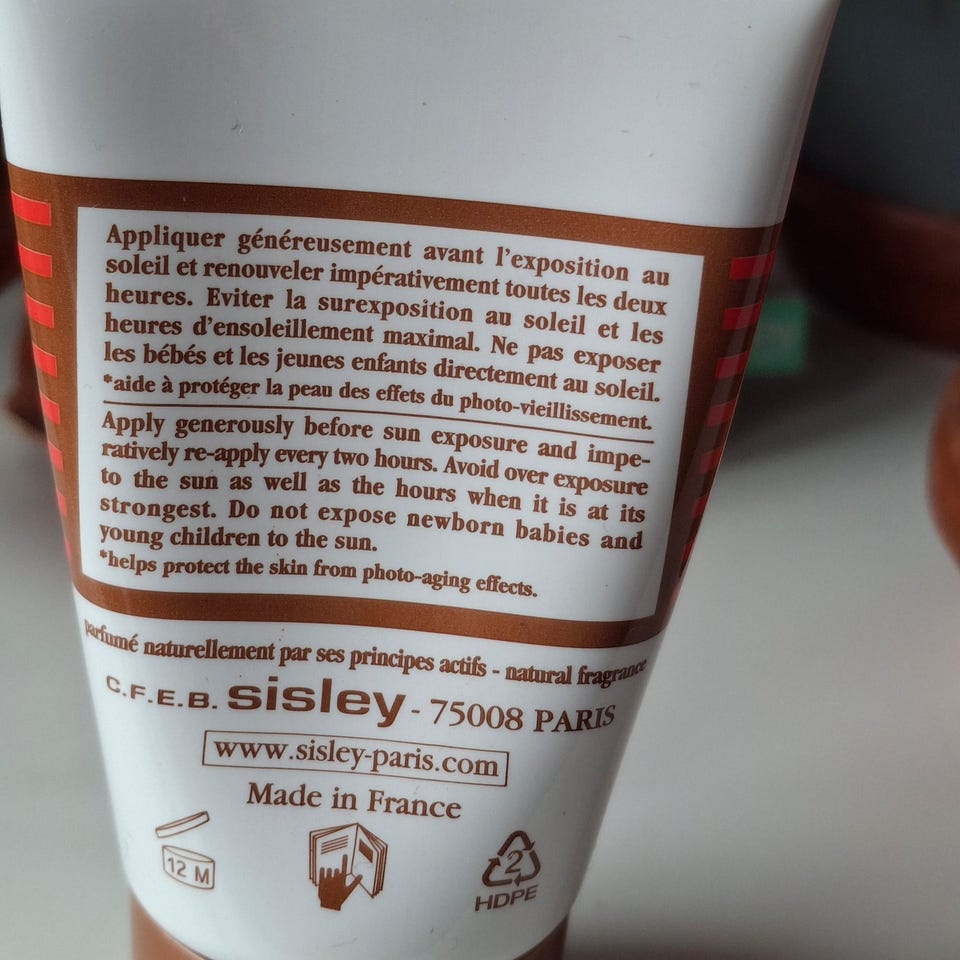 Appliquer généreusement avant l'exposition au
soleil et renouveler impérativement toutes les deux
heures. Eviter la surexposition au soleil et les
heures d'ensoleillement maximal. Ne pas exposer
les bébés et les jeunes enfants directement au soleil.
*aide à protéger la peau des effets du photo-vieillissement.
Apply generously before sun exposure and impe-
ratively re-apply every two hours. Avoid over exposure
to the sun as well as the hours when it is at its
strongest. Do not expose newborn babies and
young children to the sun.
*helps protect the skin from photo-aging effects.
parfumé naturellement par ses principes actifs - natural fragrance
C.F.E.B. sisley - 75008 PARIS
www.sisley-paris.com
Made in France
12 M
2
HDPE